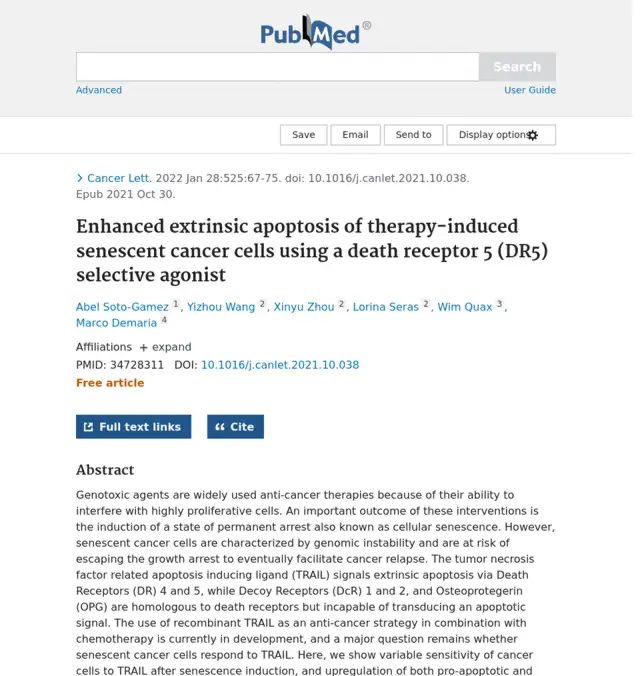 PubMed®
Search
Advanced
User Guide
Save
Email
Send to
Display options
Cancer Lett. 2022 Jan 28:525:67-75. doi: 10.1016/j.canlet.2021.10.038.
Epub 2021 Oct 30.
Enhanced extrinsic apoptosis of therapy-induced
senescent cancer cells using a death receptor 5 (DR5)
selective agonist
Abel Soto-Gamez 1, Yizhou Wang 2, Xinyu Zhou 2, Lorina Seras 2, Wim Quax 3,
Marco Demaria 4
Affiliations + expand
PMID: 34728311 DOI: 10.1016/j.canlet.2021.10.038
Free article
Full text links
Cite
Abstract
Genotoxic agents are widely used anti-cancer therapies because of their ability to
interfere with highly proliferative cells. An important outcome of these interventions is
the induction of a state of permanent arrest also known as cellular senescence. However,
senescent cancer cells are characterized by genomic instability and are at risk of
escaping the growth arrest to eventually facilitate cancer relapse. The tumor necrosis
factor related apoptosis inducing ligand (TRAIL) signals extrinsic apoptosis via Death
Receptors (DR) 4 and 5, while Decoy Receptors (DcR) 1 and 2, and Osteoprotegerin
(OPG) are homologous to death receptors but incapable of transducing an apoptotic
signal. The use of recombinant TRAIL as an anti-cancer strategy in combination with
chemotherapy is currently in development, and a major question remains whether
senescent cancer cells respond to TRAIL. Here, we show variable sensitivity of cancer
cells to TRAIL after senescence induction, and upregulation of both pro-apoptotic and